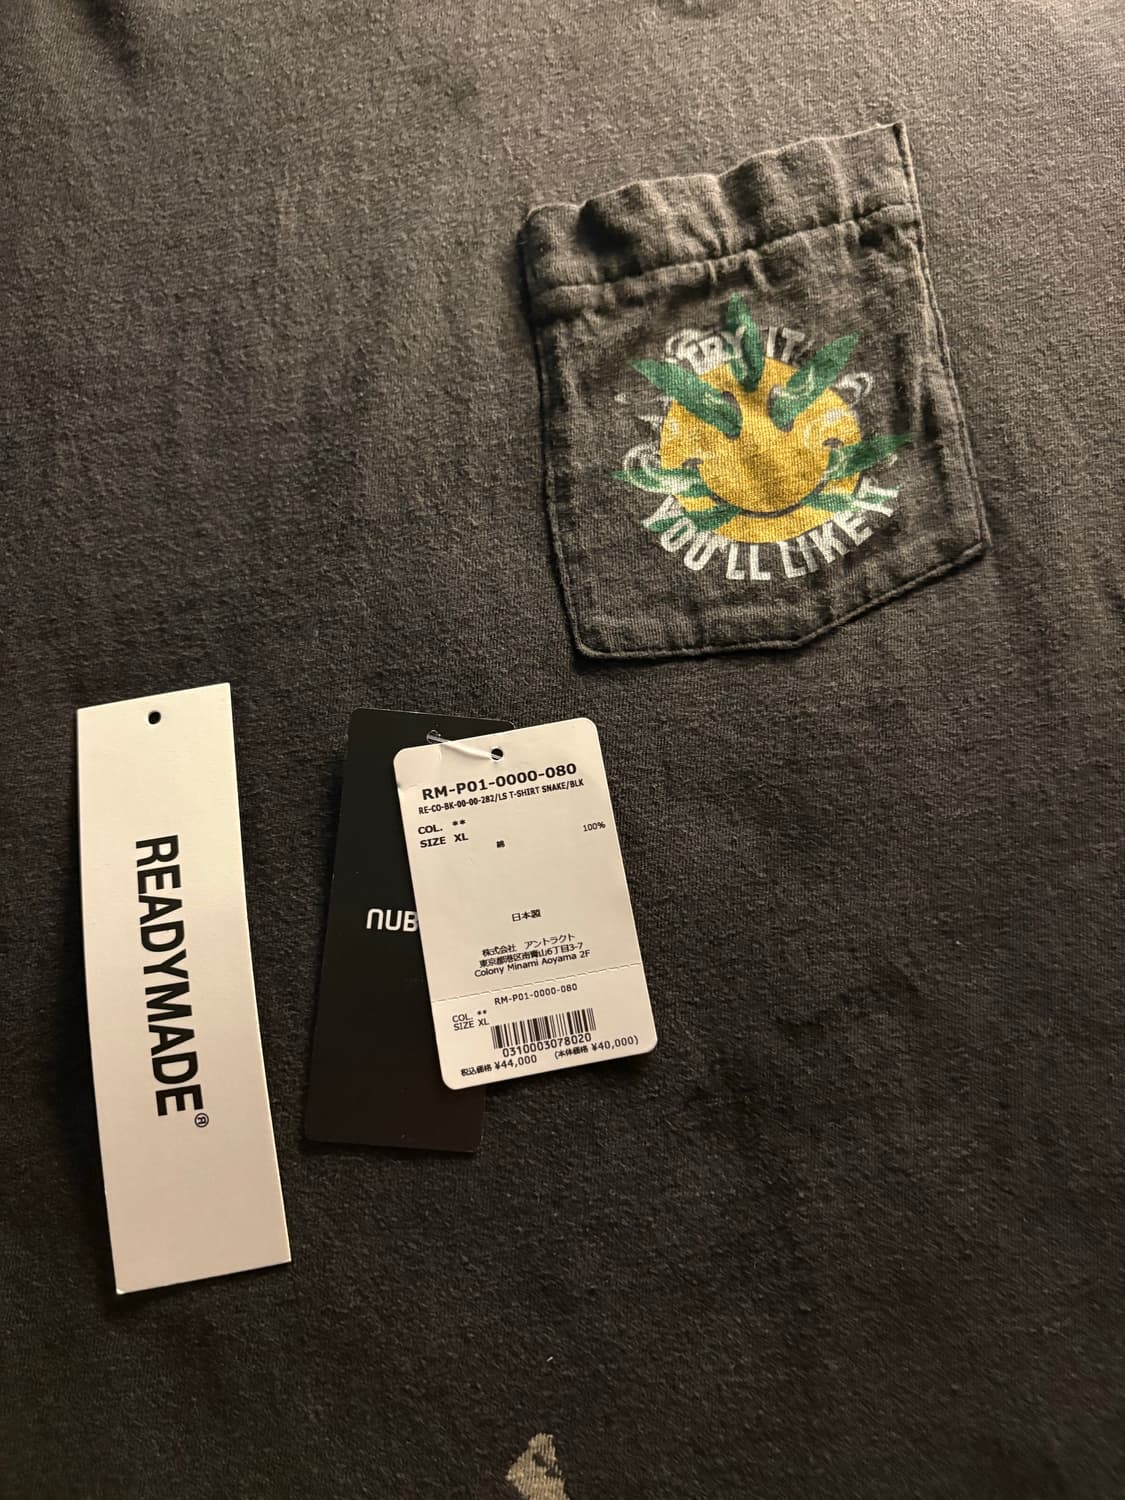 TRY IT
YOU'LL LIKE IT
READYMADE®
NUB
RM-P01-0000-080
RE-CO-BK-00-00-282/LS T-SHIRT SNAKE/BLK
COL. **
SIZE XL
綿 100%
日本製
株式会社 アントラクト
東京都港区南青山6丁目3-7
Colony Minami Aoyama 2F
RM-P01-0000-080
COL. **
SIZE XL
0310003078020
税込価格 ¥44,000 (本体価格 ¥40,000)